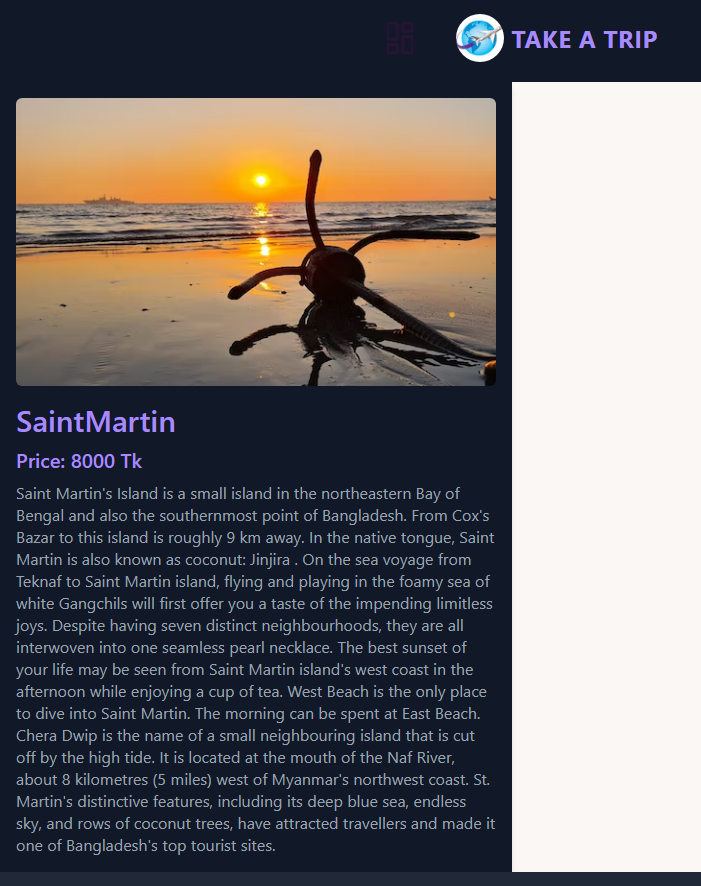 TAKE A TRIP
SaintMartin
Price: 8000 Tk
Saint Martin's Island is a small island in the northeastern Bay of
Bengal and also the southernmost point of Bangladesh. From Cox's
Bazar to this island is roughly 9 km away. In the native tongue, Saint
Martin is also known as coconut: Jinjira . On the sea voyage from
Teknaf to Saint Martin island, flying and playing in the foamy sea of
white Gangchils will first offer you a taste of the impending limitless
joys. Despite having seven distinct neighbourhoods, they are all
interwoven into one seamless pearl necklace. The best sunset of
your life may be seen from Saint Martin island's west coast in the
afternoon while enjoying a cup of tea. West Beach is the only place
to dive into Saint Martin. The morning can be spent at East Beach.
Chera Dwip is the name of a small neighbouring island that is cut
off by the high tide. It is located at the mouth of the Naf River,
about 8 kilometres (5 miles) west of Myanmar's northwest coast. St.
Martin's distinctive features, including its deep blue sea, endless
sky, and rows of coconut trees, have attracted travellers and made it
one of Bangladesh's top tourist sites.